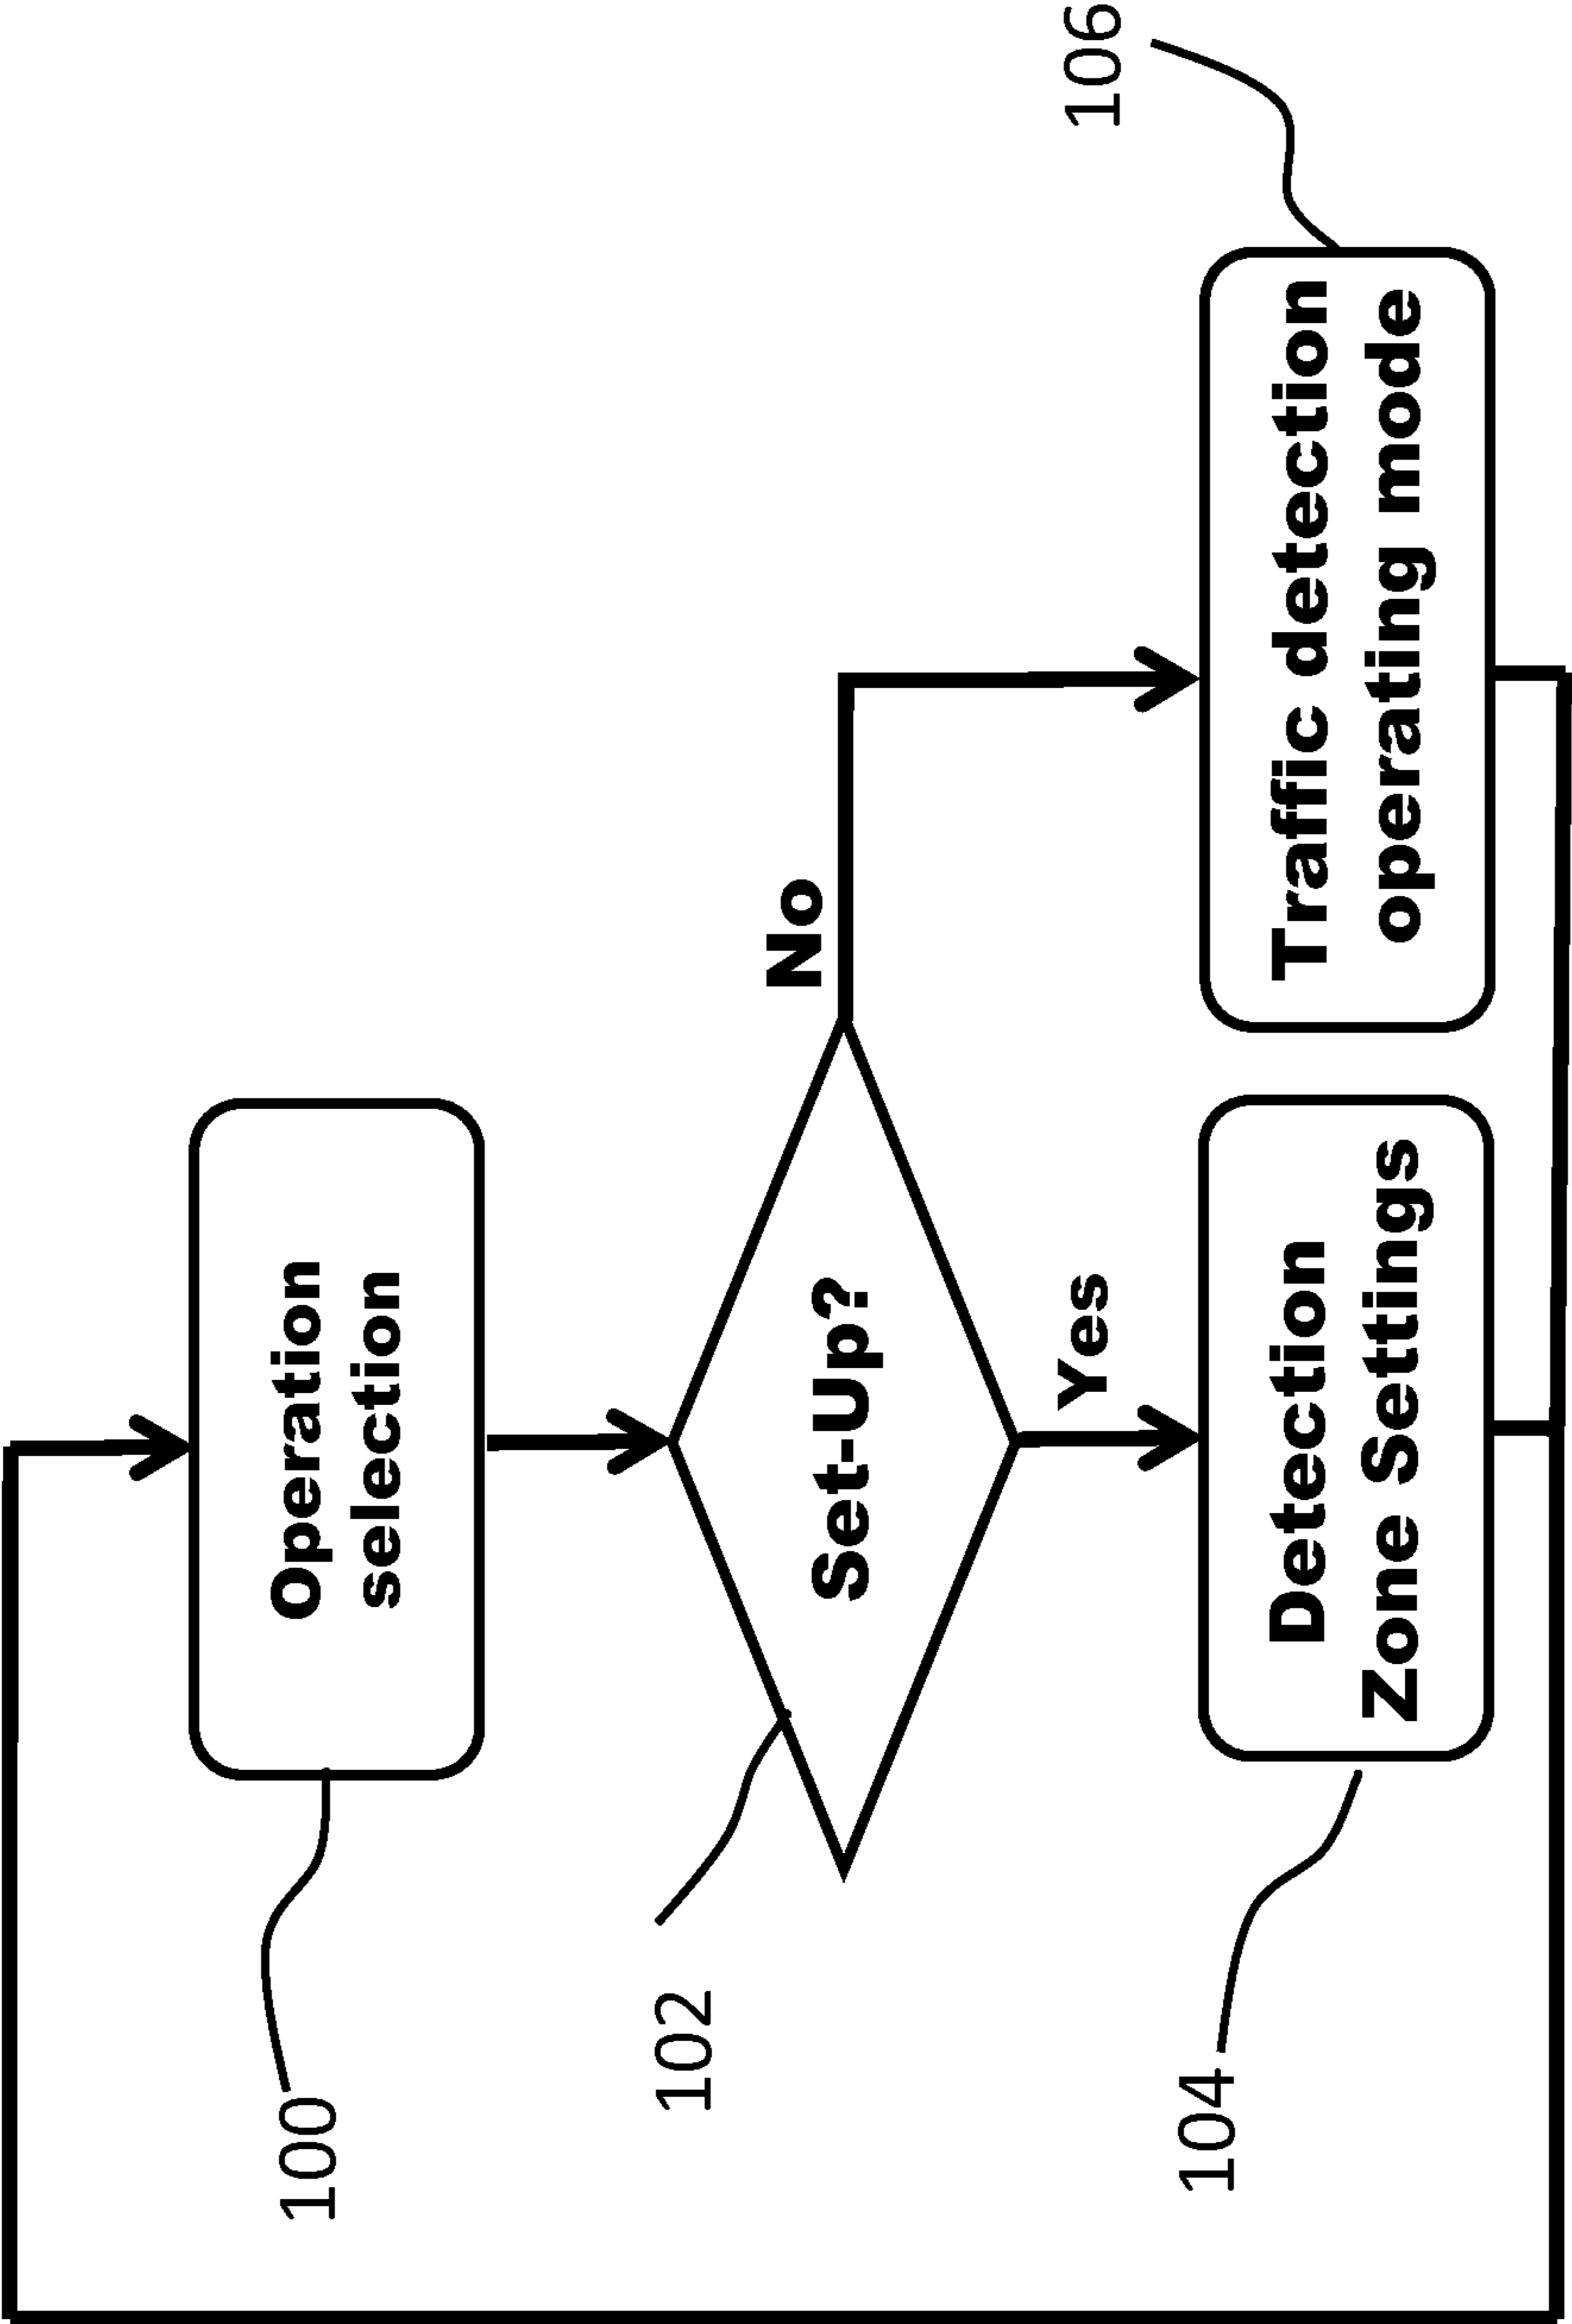 100
Operation
selection
102
Set-Up?
No
Yes
104
Detection
Zone Settings
Traffic detection
operating mode
106